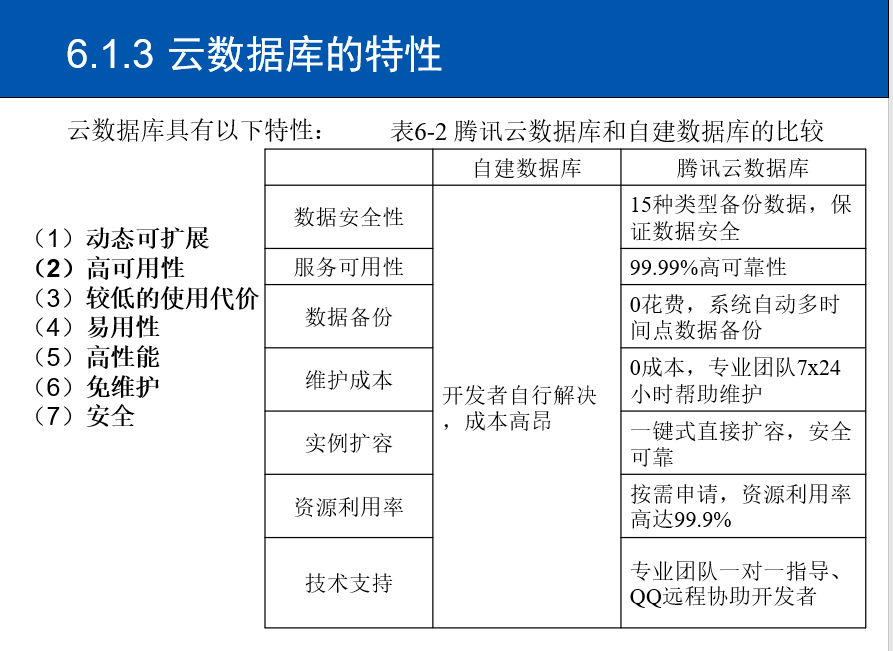 6.1.3 云数据库的特性
云数据库具有以下特性：
（1）动态可扩展
（2）高可用性
（3）较低的使用代价
（4）易用性
（5）高性能
（6）免维护
（7）安全
表6-2 腾讯云数据库和自建数据库的比较
自建数据库
腾讯云数据库
数据安全性
15种类型备份数据，保
证数据安全
服务可用性
99.99%高可靠性
数据备份
0花费，系统自动多时
间点数据备份
维护成本
0成本，专业团队7x24
小时帮助维护
开发者自行解决
，成本高昂
实例扩容
一键式直接扩容，安全
可靠
资源利用率
按需申请，资源利用率
高达99.9%
技术支持
专业团队一对一指导、
QQ远程协助开发者